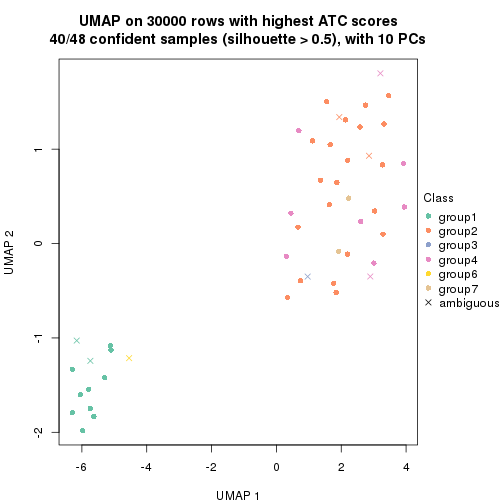 UMAP on 30000 rows with highest ATC scores
40/48 confident samples (silhouette > 0.5), with 10 PCs
UMAP 2
1
0
-1
-2
-6
-4
-2
0
2
4
UMAP 1
Class
group1
group2
group3
group4
group6
group7
ambiguous